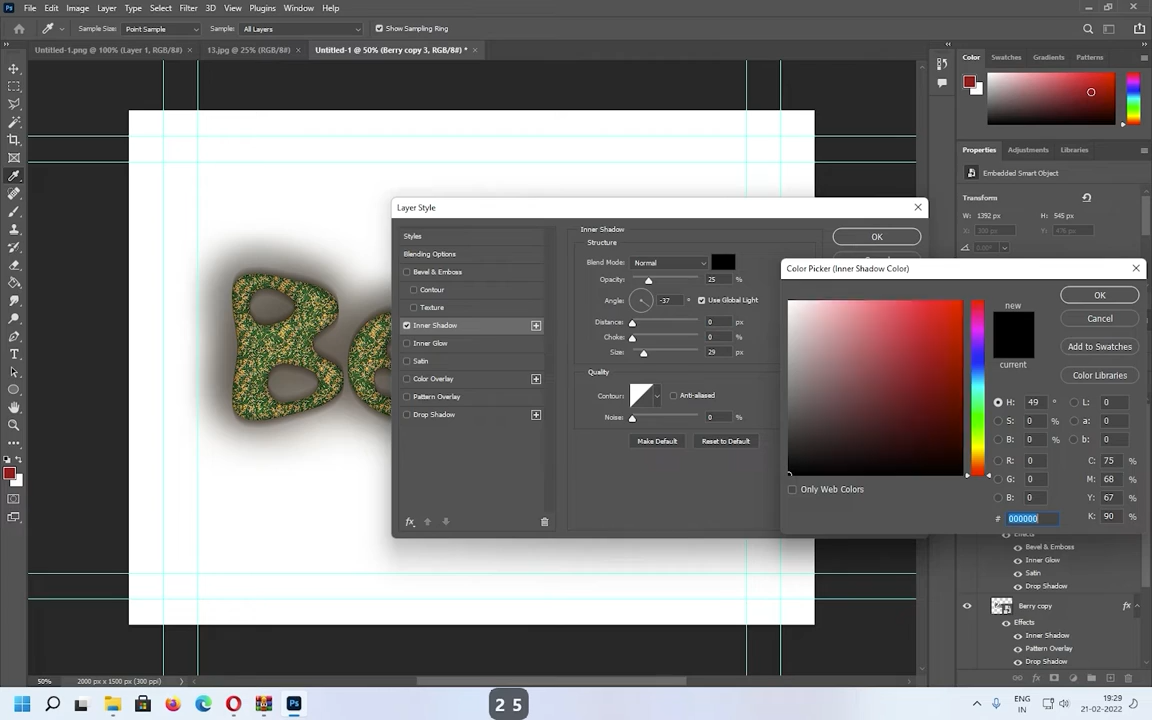 File Edit Image Layer Type Select Filter 3D View Plugins Window Help
Sample Size: Point Sample Sample: All Layers Show Sampling Ring
Untitled-1.png @ 100% (Layer 1, RGB/8#) × 13.jpg @ 25% (RGB/8#) × Untitled-1 @ 50% (Berry copy 3, RGB/8#) * ×
Color Swatches Gradients Patterns
Properties Adjustments Libraries
Embedded Smart Object
Transform
W: 1392 px H: 545 px
X: 300 px Y: 476 px
0.00°
Layer Style
Styles
Blending Options
Bevel & Emboss
Contour
Texture
Inner Shadow
Inner Glow
Satin
Color Overlay
Pattern Overlay
Drop Shadow
fx
Inner Shadow
Structure
Blend Mode: Normal
Opacity: 25 %
Angle: -37 ° Use Global Light
Distance: 0 px
Choke: 0 %
Size: 29 px
Quality
Contour: Anti-aliased
Noise: 0 %
Make Default Reset to Default
OK
Color Picker (Inner Shadow Color)
new
current
OK
Cancel
Add to Swatches
Color Libraries
H: 49 ° L: 0
S: 0 % a: 0
B: 0 % b: 0
R: 0 C: 75 %
G: 0 M: 68 %
B: 0 Y: 67 %
# 000000 K: 90 %
Only Web Colors
Effects
Bevel & Emboss
Inner Glow
Satin
Drop Shadow
Berry copy fx
Effects
Inner Shadow
Pattern Overlay
Drop Shadow
50% 2000 px x 1500 px (300 ppi)
2 5
ENG
IN
19:29
21-02-2022